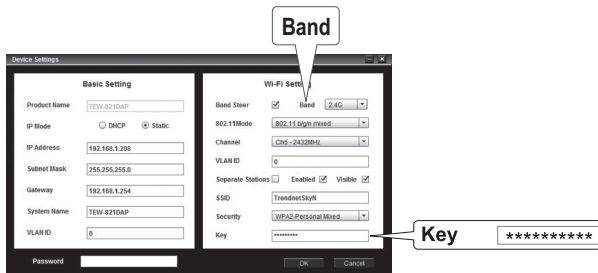 Band
Device Settings
Basic Setting
Product Name TEW-821DAP
IP Mode DHCP Static
IP Address 192.168.1.208
Subnet Mask 255.255.255.0
Gateway 192.168.1.254
System Name TEW-821DAP
VLAN ID 0
Password
Wi-Fi Setting
Band Steer Band 2.4G
802.11Mode 802.11 b/g/n mixed
Channel Ch5 - 2432MHz
VLAN ID 0
Separate Stations Enabled Visible
SSID TrendnetSkyN
Security WPA2-Personal Mixed
Key *********
OK Cancel
Key **********